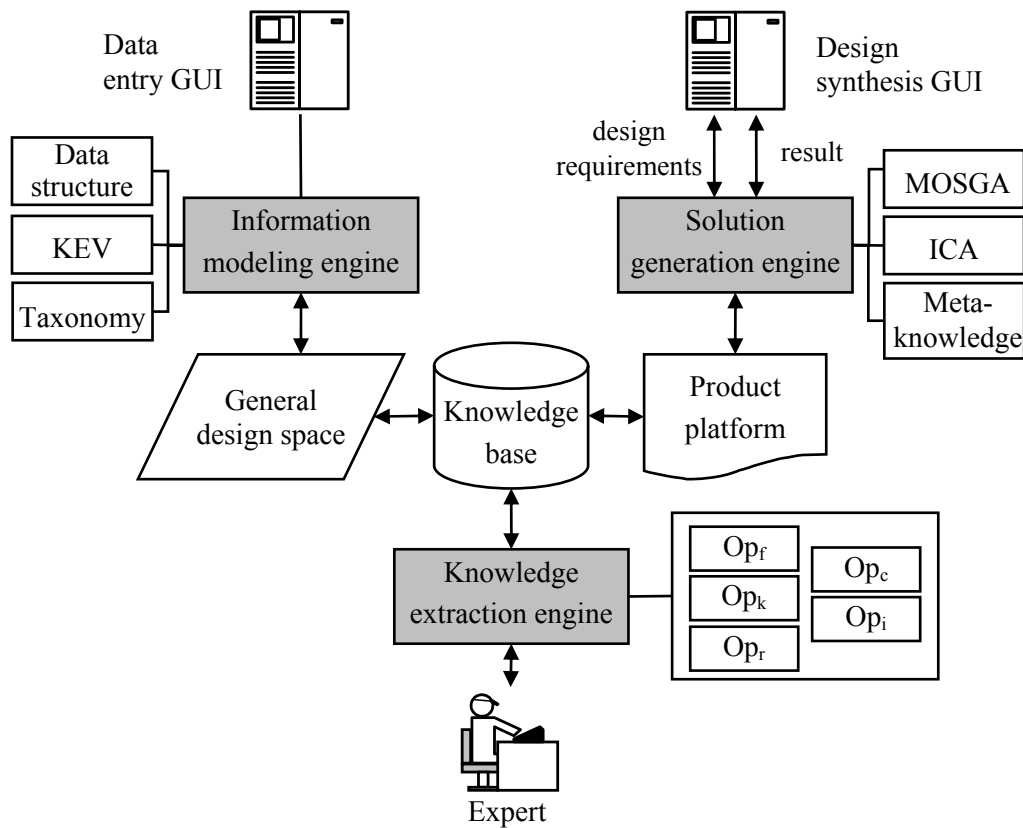 Data
entry GUI
Design
synthesis GUI
design
requirements
result
Data
structure
KEV
Taxonomy
Information
modeling engine
Solution
generation engine
MOSGA
ICA
Meta-
knowledge
General
design space
Knowledge
base
Product
platform
Knowledge
extraction engine
Opf
Opk
Opr
Opc
Opi
Expert